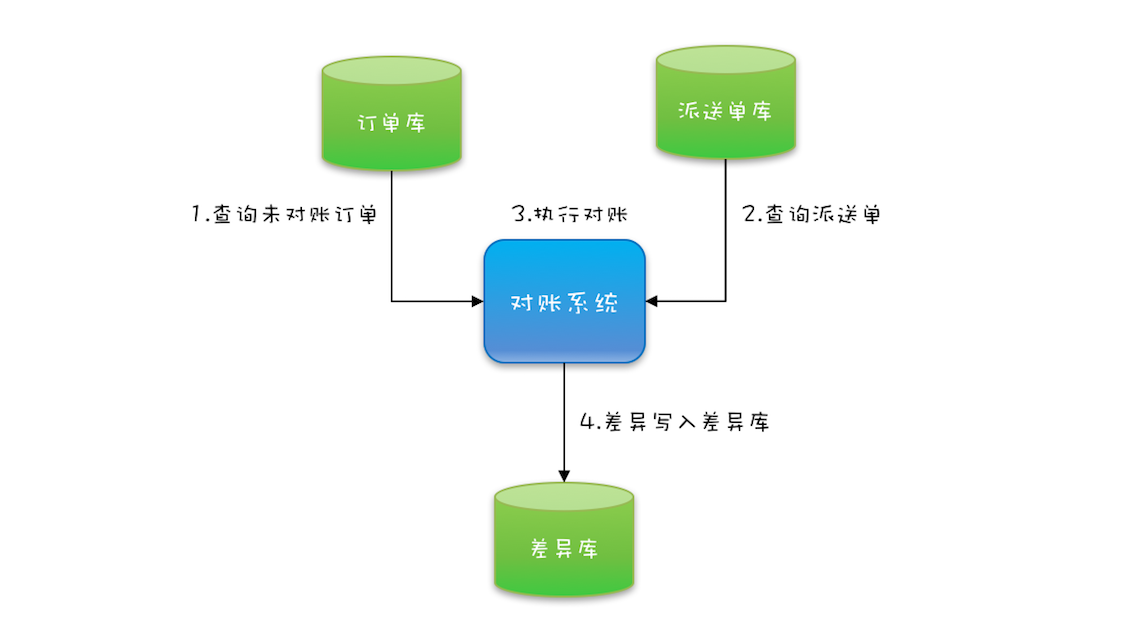 订单库
派送单库
1.查询未对账订单
3.执行对账
2.查询派送单
对账系统
4.差异写入差异库
差异库